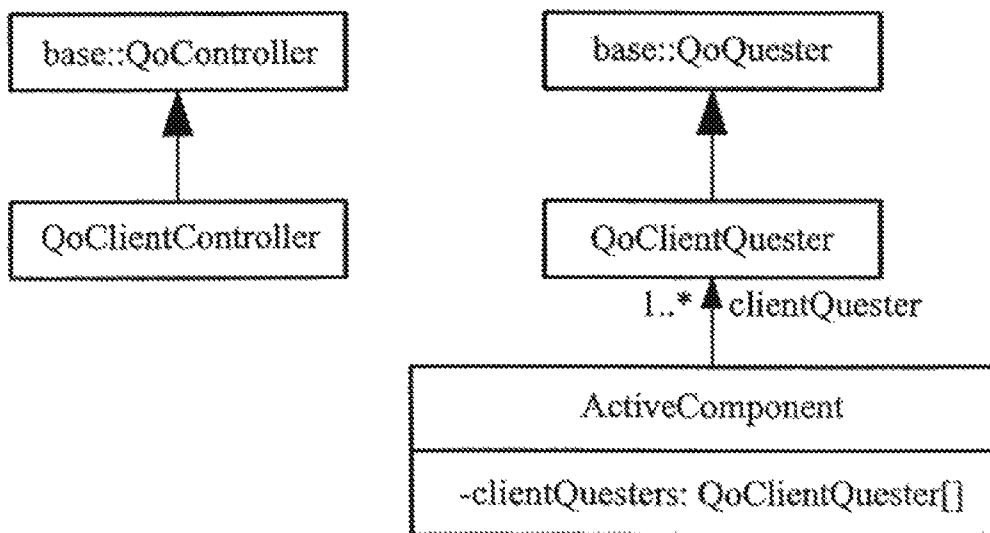 base::QoController
base::QoQuester
QoClientController
QoClientQuester
1..* clientQuester
ActiveComponent
-clientQuesters: QoClientQuester[]